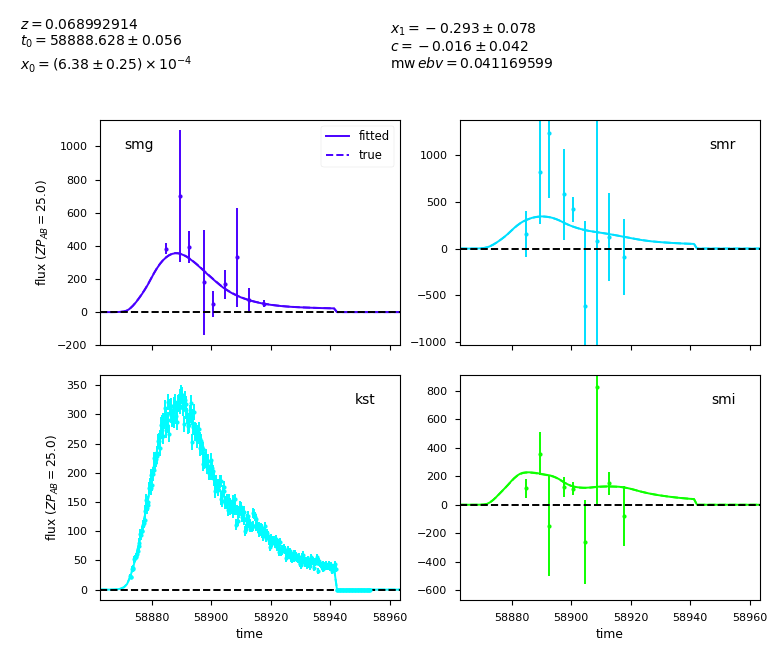 z = 0.068992914
t₀ = 58888.628 ± 0.056
x₀ = (6.38 ± 0.25) × 10⁻⁴
x₁ = −0.293 ± 0.078
c = −0.016 ± 0.042
mw ebv = 0.041169599
smg
fitted
true
flux (ZP_AB = 25.0)
1000
800
600
400
200
0
−200
smr
1000
500
0
−500
−1000
kst
flux (ZP_AB = 25.0)
350
300
250
200
150
100
50
0
58880 58900 58920 58940 58960
time
smi
800
600
400
200
0
−200
−400
−600
58880 58900 58920 58940 58960
time